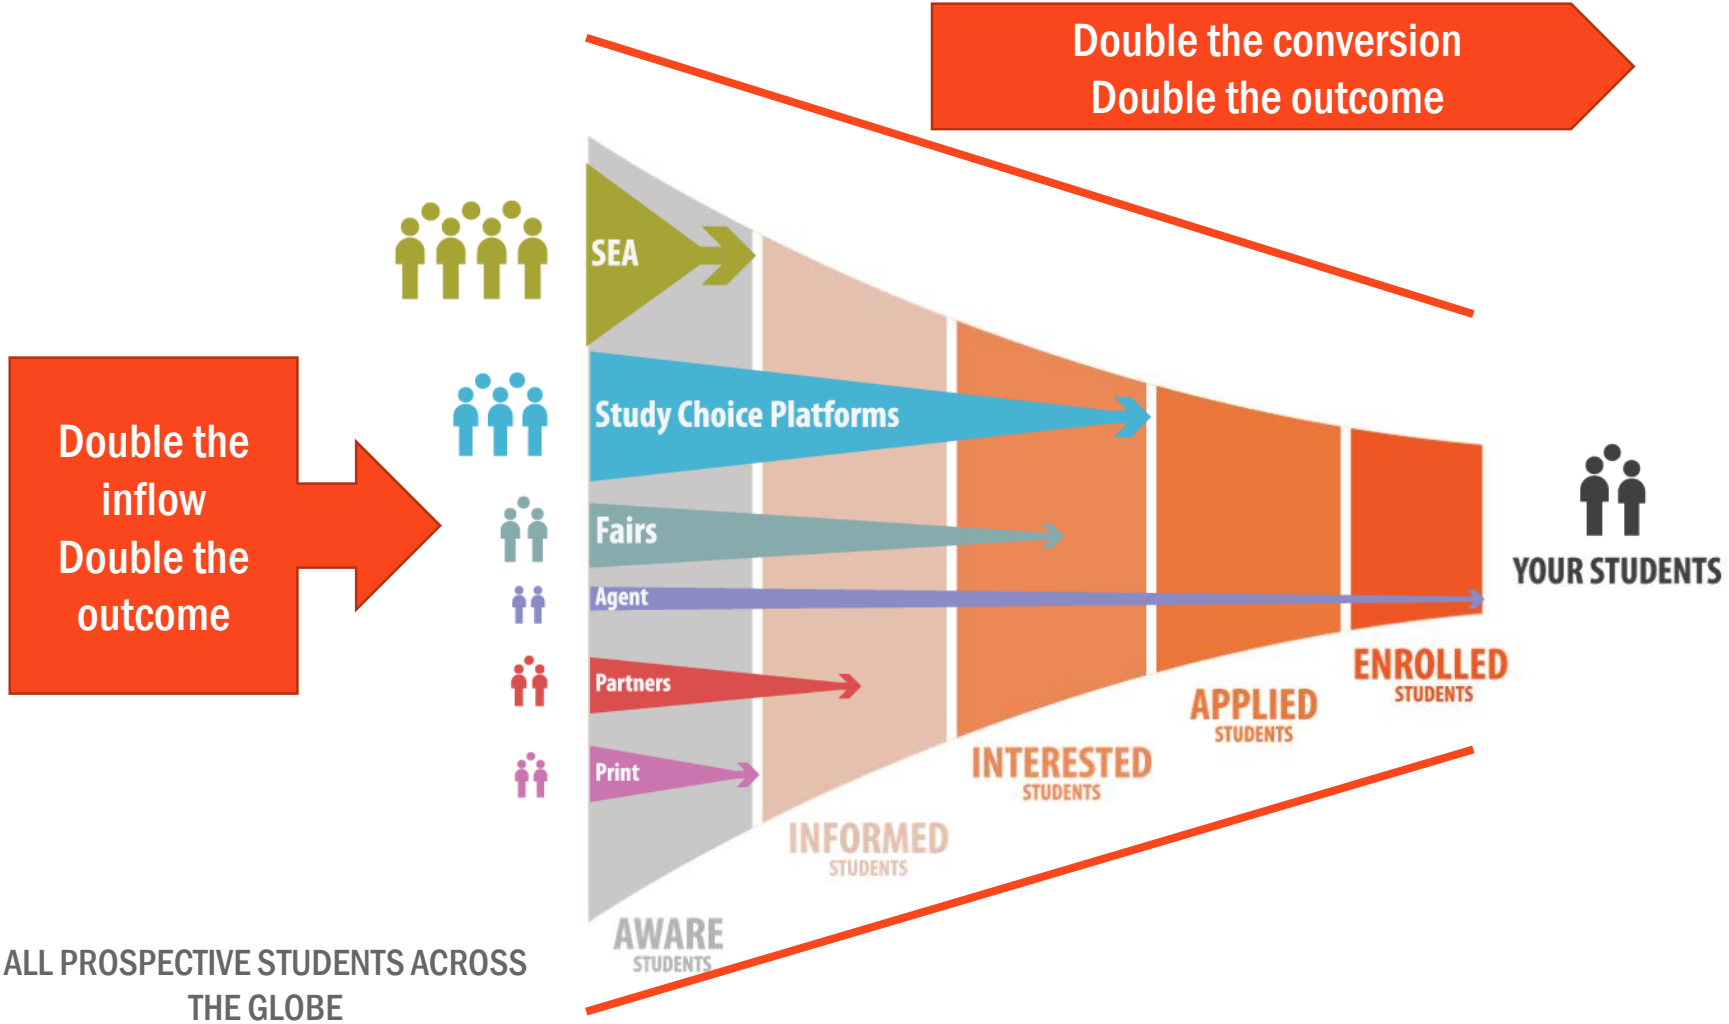 Double the conversion
Double the outcome
SEA
Study Choice Platforms
Double the
inflow
Double the
outcome
Fairs
Agent
YOUR STUDENTS
Partners
ENROLLED
STUDENTS
APPLIED
STUDENTS
Print
INTERESTED
STUDENTS
INFORMED
STUDENTS
AWARE
STUDENTS
ALL PROSPECTIVE STUDENTS ACROSS
THE GLOBE